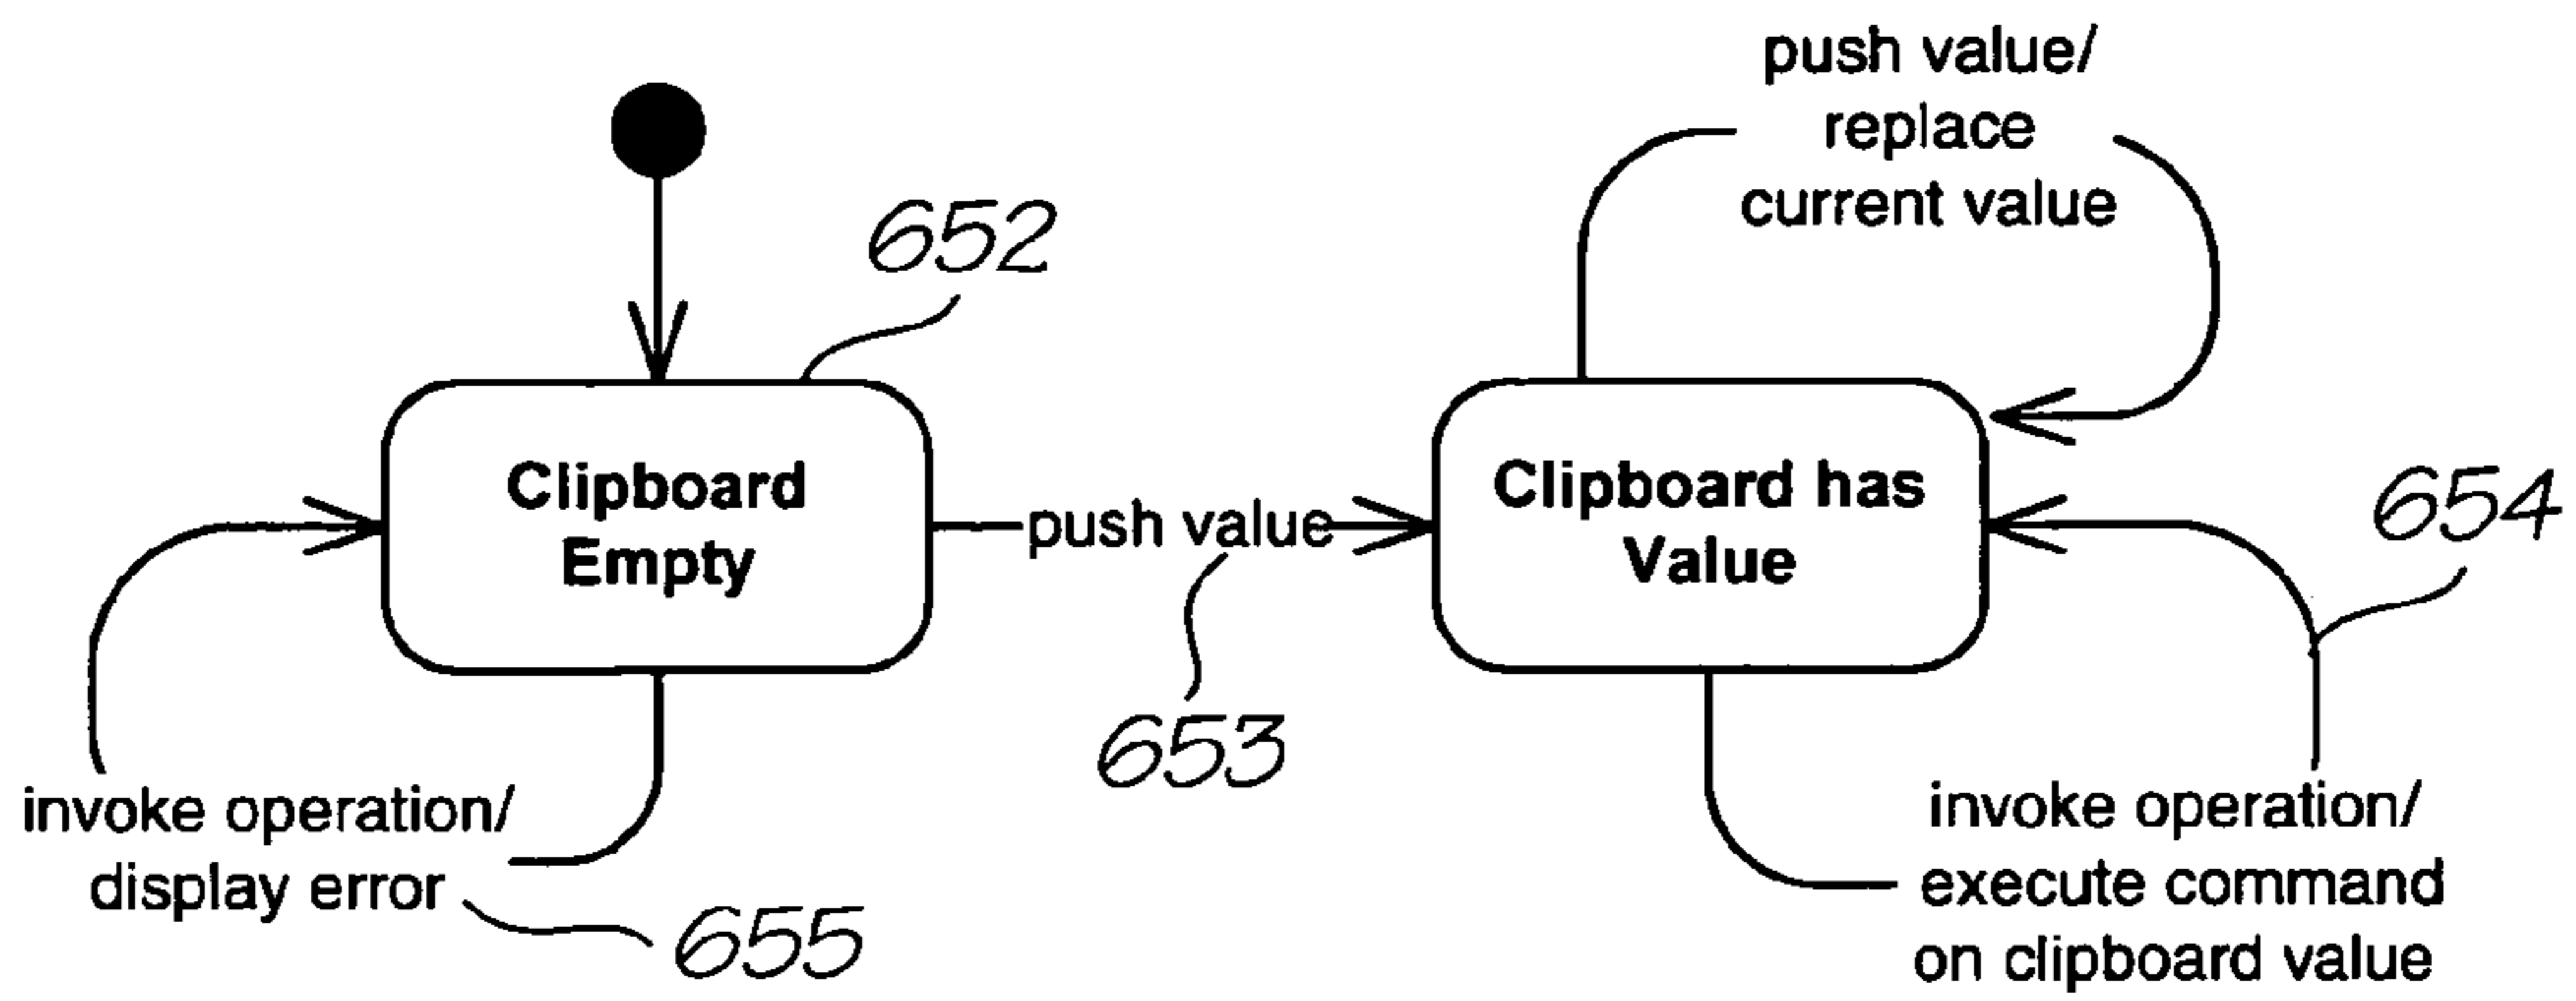 push value/
replace
current value
652
Clipboard
Empty
push value
Clipboard has
Value
654
653
invoke operation/
display error
655
invoke operation/
execute command
on clipboard value